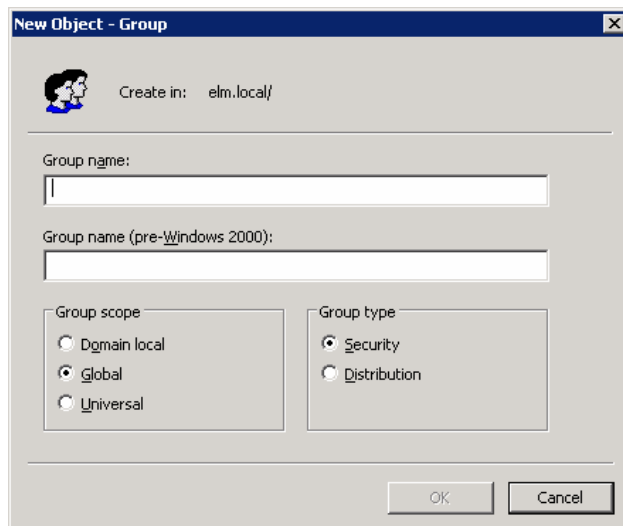 New Object - Group
Create in: elm.local/
Group name:
Group name (pre-Windows 2000):
Group scope
Domain local
Global
Universal
Group type
Security
Distribution
OK
Cancel